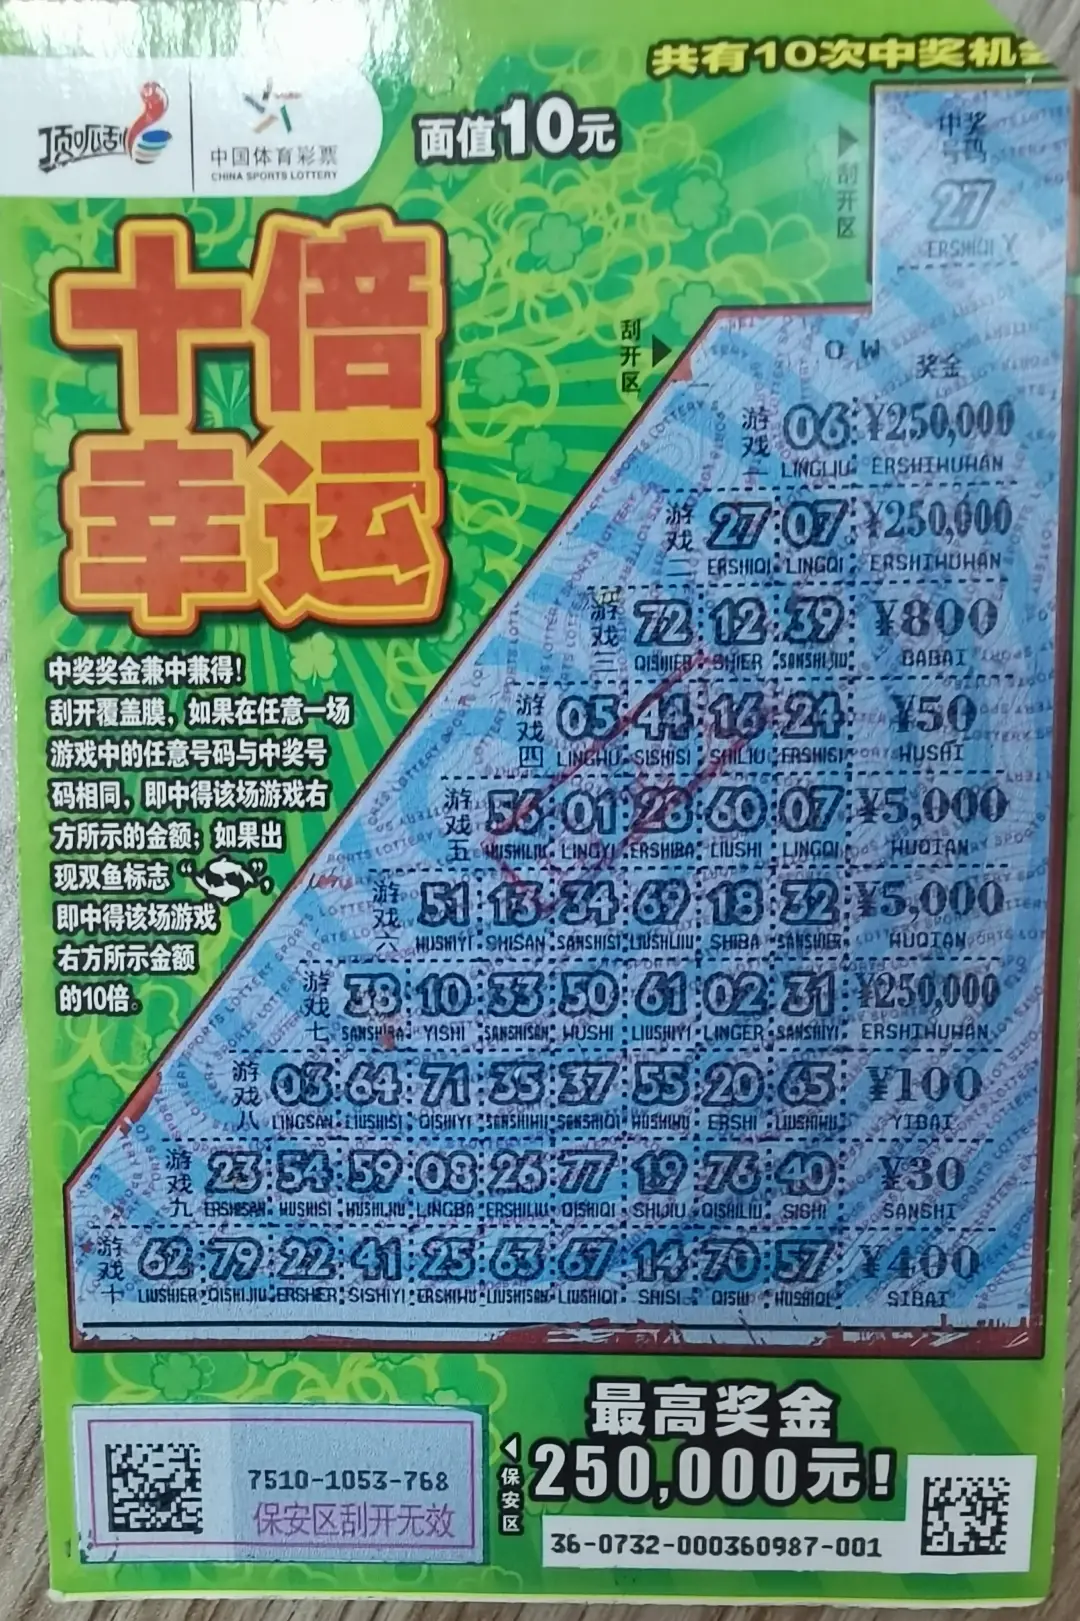 共有10次中奖机会
顶呱刮
中国体育彩票
CHINA SPORTS LOTTERY
面值10元
刮开区
中奖
号码
27
ERSHIQI Y
十倍
幸运
刮开区
O W
奖金
游戏一 06 ¥250,000
LINGLIU ERSHIWUWAN
游戏二 27 07 ¥250,000
ERSHIQI LINGQI ERSHIWUWAN
游戏三 72 12 39 ¥800
QISHIER SHIER SANSHIJIU BABAI
游戏四 05 44 16 24 ¥50
LINGWU SISHISI SHILIU ERSHISI WUSHI
游戏五 56 01 28 60 07 ¥5,000
WUSHILIU LINGYI ERSHIBA LIUSHI LINGQI WUQIAN
游戏六 51 13 34 69 18 32 ¥5,000
WUSHIYI SHISAN SANSHISI LIUSHIJIU SHIBA SANSHIER WUQIAN
游戏七 38 10 33 50 61 02 31 ¥250,000
SANSHIBA YISHI SANSHISAN WUSHI LIUSHIYI LINGER SANSHIYI ERSHIWUWAN
游戏八 03 64 71 35 37 55 20 65 ¥100
LINGSAN LIUSHISI QISHIYI SANSHIWU SANSHIQI WUSHIWU ERSHI LIUSHIWU YIBAI
游戏九 23 54 59 08 26 77 19 76 40 ¥30
ERSHISAN WUSHISI WUSHIJIU LINGBA ERSHILIU QISHIQI SHIJIU QISHILIU SISHI SANSHI
游戏十 62 79 22 41 25 63 67 14 70 57 ¥400
LIUSHIER QISHIJIU ERSHIER SISHIYI ERSHIWU LIUSHISAN LIUSHIQI SHISI QISHI WUSHIQI SIBAI
中奖奖金兼中兼得！
刮开覆盖膜，如果在任意一场
游戏中的任意号码与中奖号
码相同，即中得该场游戏右
方所示的金额；如果出
现双鱼标志“”，
即中得该场游戏
右方所示金额
的10倍。
最高奖金
250,000元！
保安区
7510-1053-768
保安区刮开无效
36-0732-000360987-001